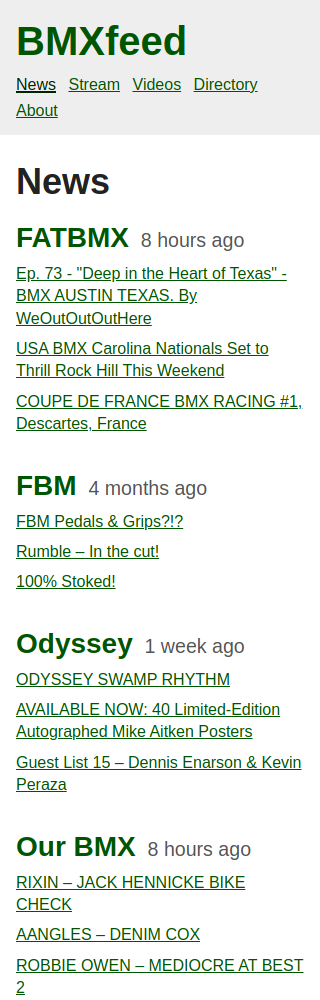 BMXfeed
News Stream Videos Directory
About
News
FATBMX 8 hours ago
Ep. 73 - "Deep in the Heart of Texas" -
BMX AUSTIN TEXAS. By
WeOutOutOutHere
USA BMX Carolina Nationals Set to
Thrill Rock Hill This Weekend
COUPE DE FRANCE BMX RACING #1,
Descartes, France
FBM 4 months ago
FBM Pedals & Grips?!?
Rumble – In the cut!
100% Stoked!
Odyssey 1 week ago
ODYSSEY SWAMP RHYTHM
AVAILABLE NOW: 40 Limited-Edition
Autographed Mike Aitken Posters
Guest List 15 – Dennis Enarson & Kevin
Peraza
Our BMX 8 hours ago
RIXIN – JACK HENNICKE BIKE
CHECK
AANGLES – DENIM COX
ROBBIE OWEN – MEDIOCRE AT BEST
2